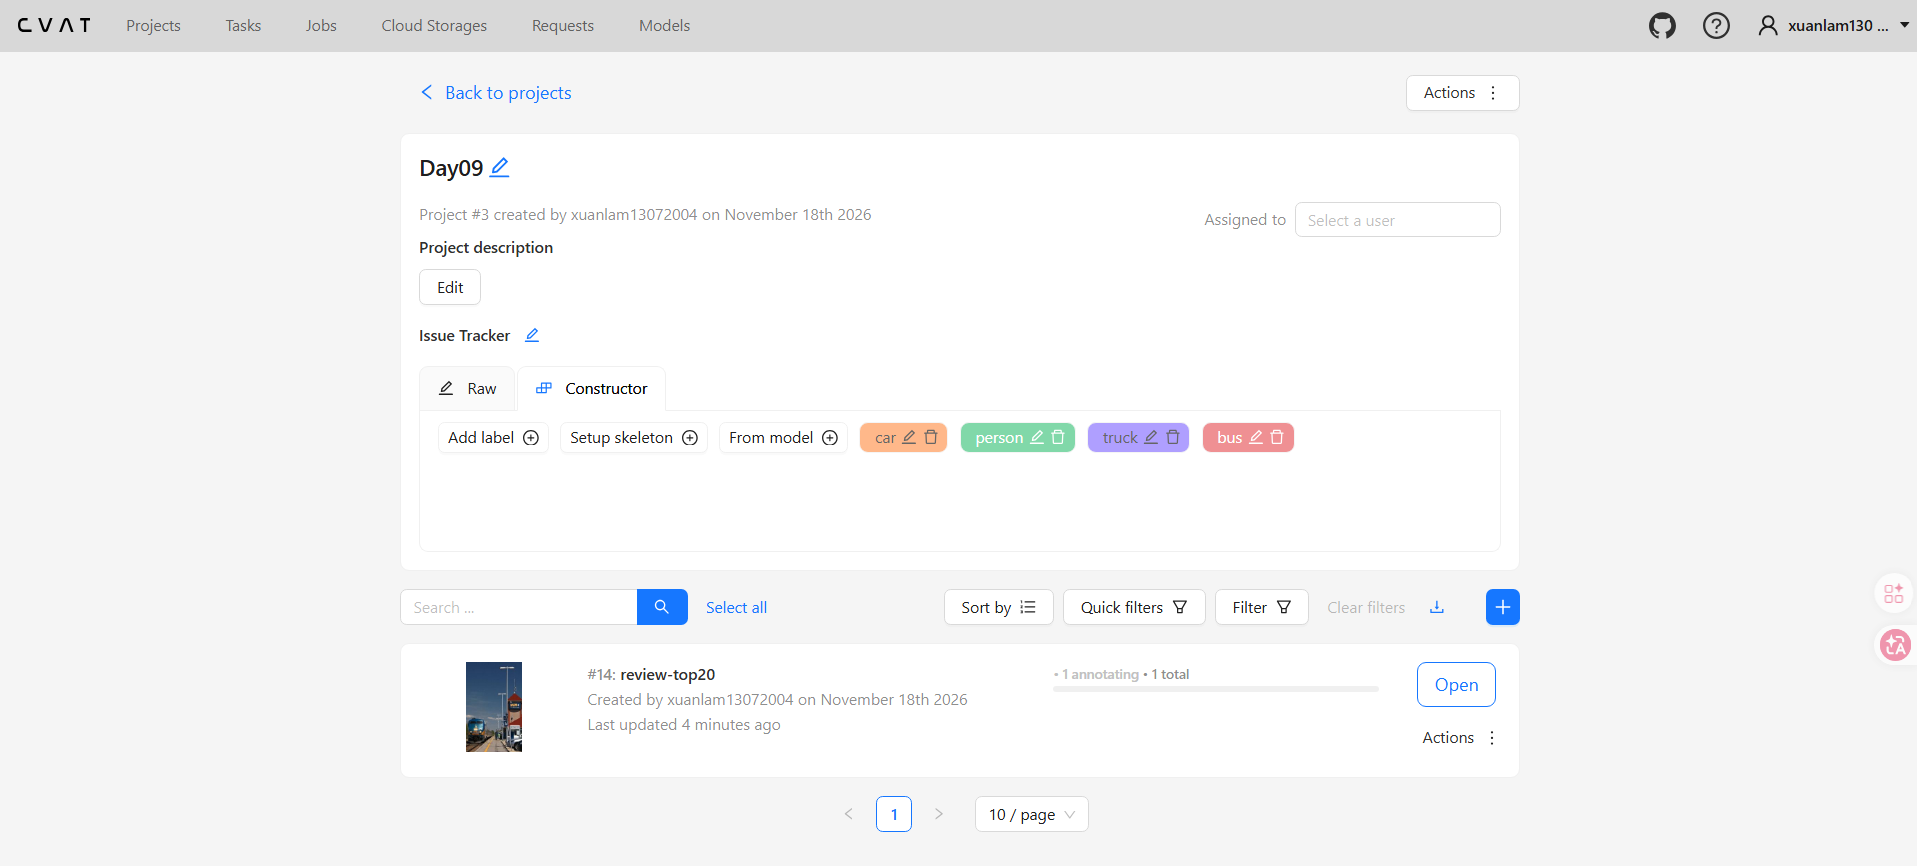 CVAT Projects Tasks Jobs Cloud Storages Requests Models xuanlam130 ...
Back to projects Actions
Day09
Project #3 created by xuanlam13072004 on November 18th 2026
Assigned to Select a user
Project description
Edit
Issue Tracker
Raw Constructor
Add label Setup skeleton From model car person truck bus
Search ... Select all Sort by Quick filters Filter Clear filters
#14: review-top20 • 1 annotating • 1 total Open
Created by xuanlam13072004 on November 18th 2026
Last updated 4 minutes ago
Actions
1 10 / page